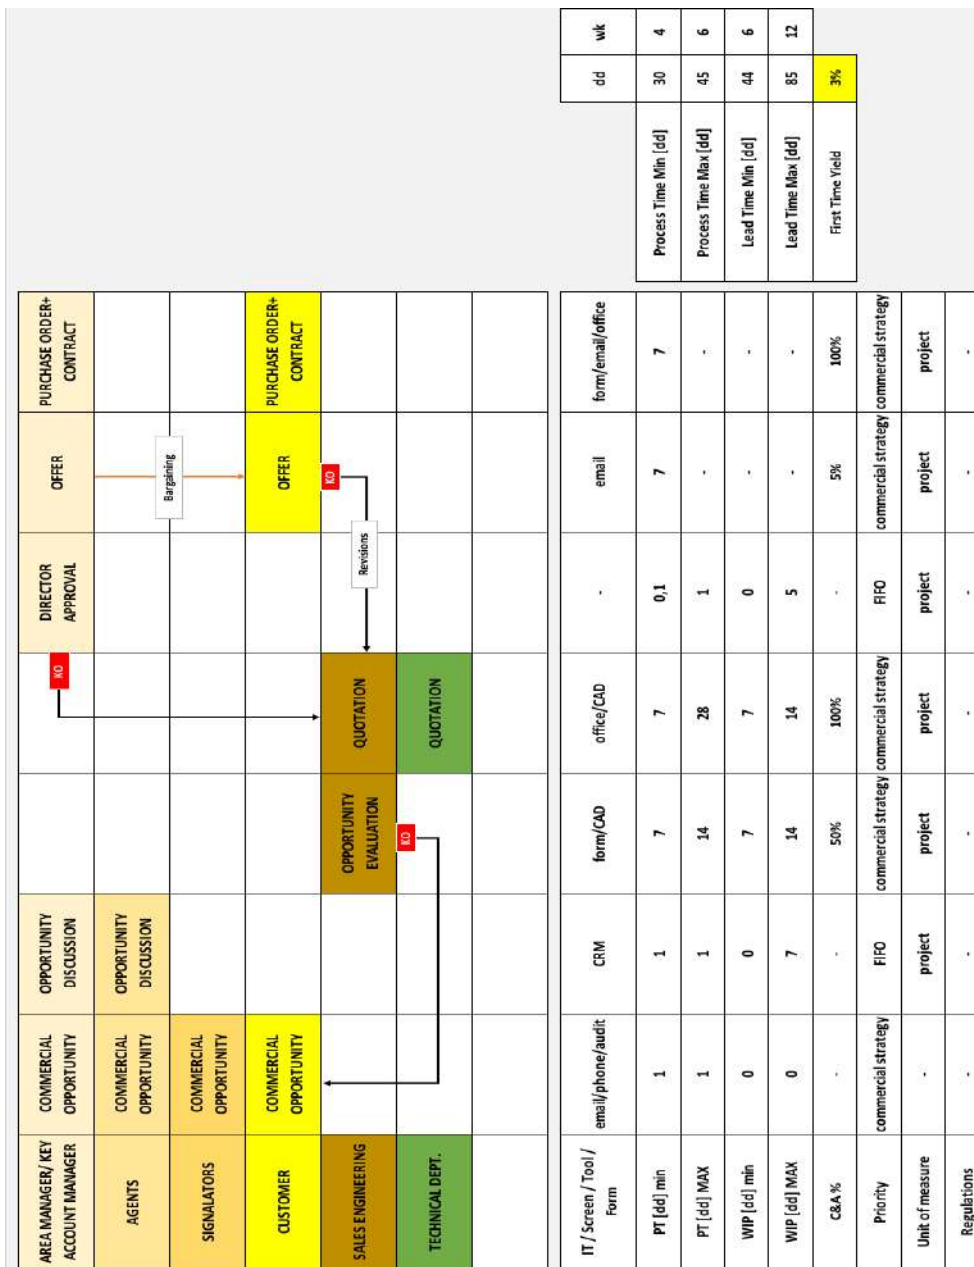 AREA MANAGER/ KEY
ACCOUNT MANAGER
COMMERCIAL
OPPORTUNITY
OPPORTUNITY
DISCUSSION
DIRECTOR
APPROVAL
OFFER
PURCHASE ORDER+
CONTRACT
KO
AGENTS
COMMERCIAL
OPPORTUNITY
OPPORTUNITY
DISCUSSION
Bargaining
SIGNALATORS
COMMERCIAL
OPPORTUNITY
CUSTOMER
COMMERCIAL
OPPORTUNITY
OFFER
PURCHASE ORDER+
CONTRACT
KO
SALES ENGINEERING
OPPORTUNITY
EVALUATION
QUOTATION
Revisions
KO
TECHNICAL DEPT.
QUOTATION
IT / Screen / Tool /
Form
email/phone/audit
CRM
form/CAD
office/CAD
-
email
form/email/office
dd
wk
PT [dd] min
1
1
7
7
0,1
7
7
Process Time Min [dd]
30
4
PT [dd] MAX
1
1
14
28
1
-
-
Process Time Max [dd]
45
6
WIP [dd] min
0
0
7
7
0
-
-
Lead Time Min [dd]
44
6
WIP [dd] MAX
0
7
14
14
5
-
-
Lead Time Max [dd]
85
12
C&A %
-
-
50%
100%
-
5%
100%
First Time Yield
3%
Priority
commercial strategy
FIFO
commercial strategy
commercial strategy
FIFO
commercial strategy
commercial strategy
Unit of measure
-
project
project
project
project
project
project
Regulations
-
-
-
-
-
-
-